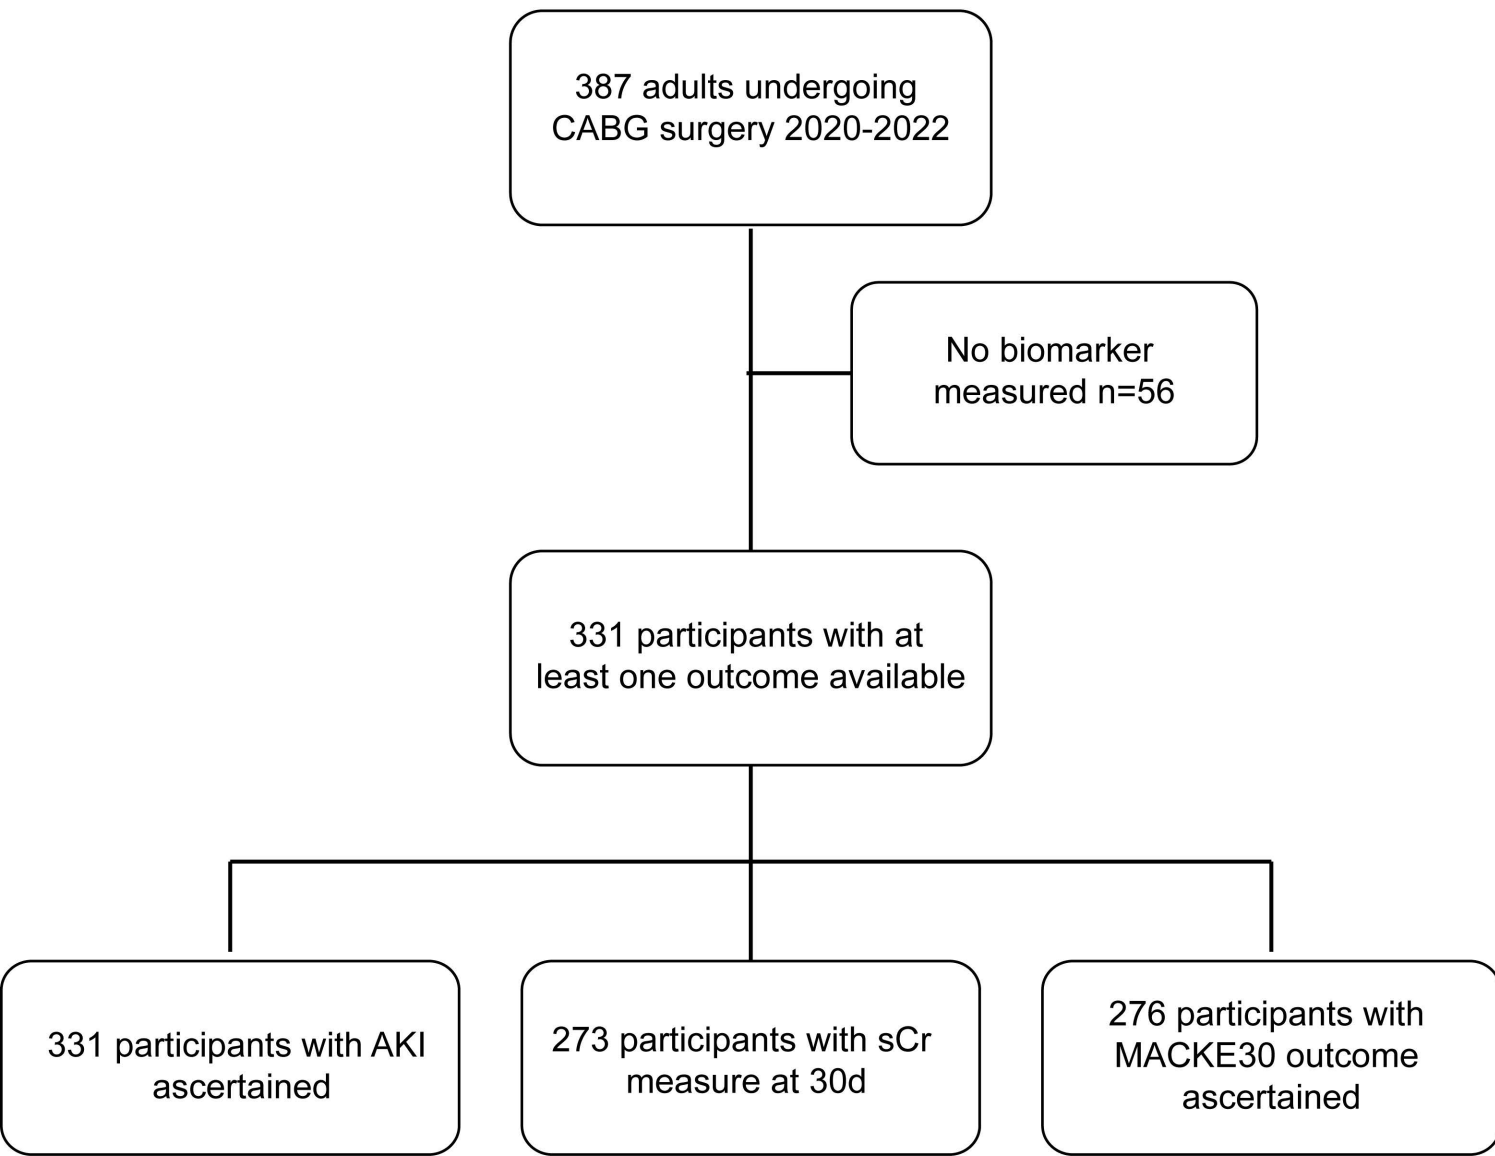 387 adults undergoing
CABG surgery 2020-2022
No biomarker
measured n=56
331 participants with at
least one outcome available
331 participants with AKI
ascertained
273 participants with sCr
measure at 30d
276 participants with
MACKE30 outcome
ascertained